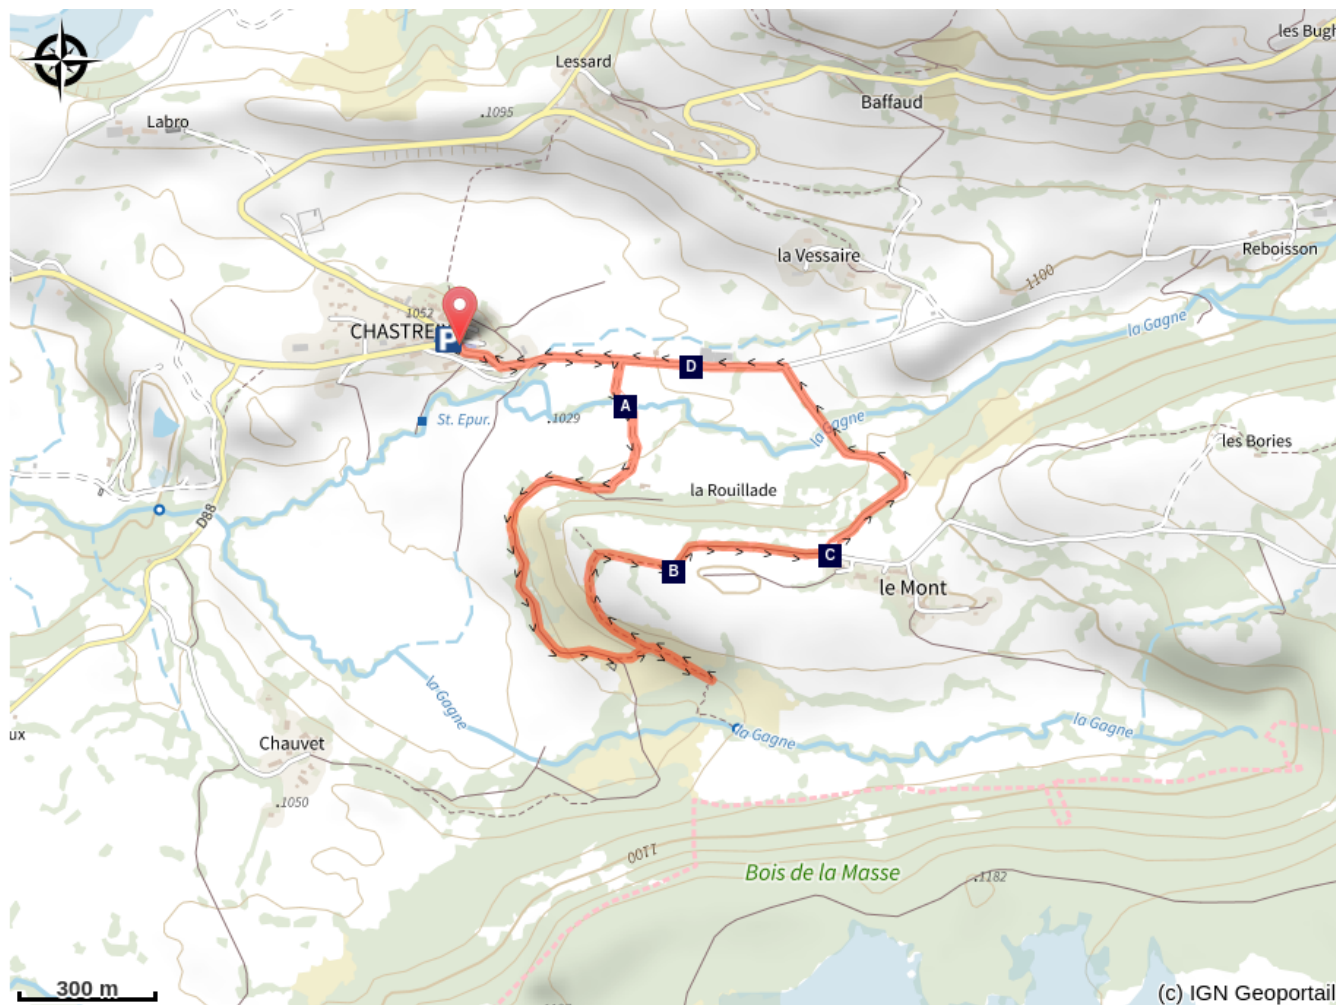 les Bugh
Lessard
Baffaud
.1095
Labro
Reboisson
la Vessaire
1100
1052
CHASTREI
P
la Gagne
D
A
St. Epur.
.1029
la Gagne
les Bories
la Rouillade
D88
B
C
le Mont
la Gagne
la Gagne
la Gagne
ux
Chauvet
.1050
1100
Bois de la Masse
.1182
300 m
(c) IGN Geoportail